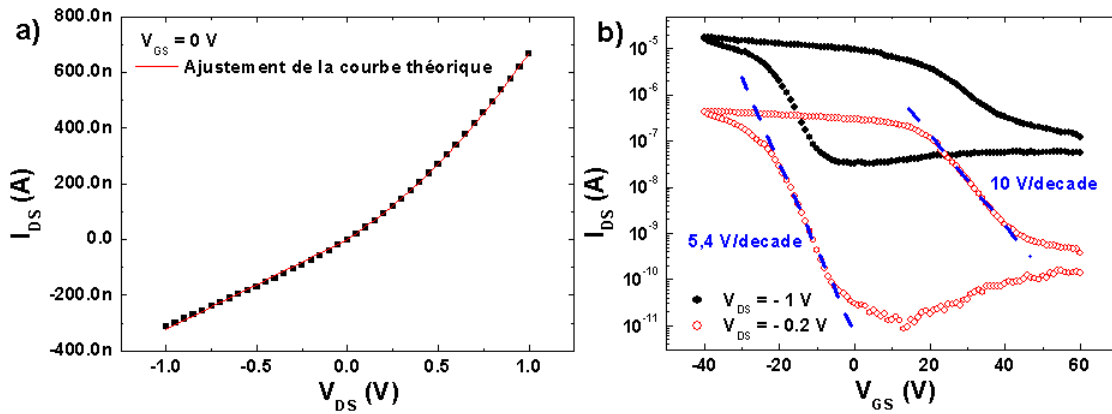 a)
V_GS = 0 V
Ajustement de la courbe théorique
800.0n
600.0n
400.0n
200.0n
0.0
-200.0n
-400.0n
I_DS (A)
-1.0 -0.5 0.0 0.5 1.0
V_DS (V)
b)
10^-5
10^-6
10^-7
10^-8
10^-9
10^-10
10^-11
I_DS (A)
10 V/decade
5,4 V/decade
V_DS = - 1 V
V_DS = - 0.2 V
-40 -20 0 20 40 60
V_GS (V)